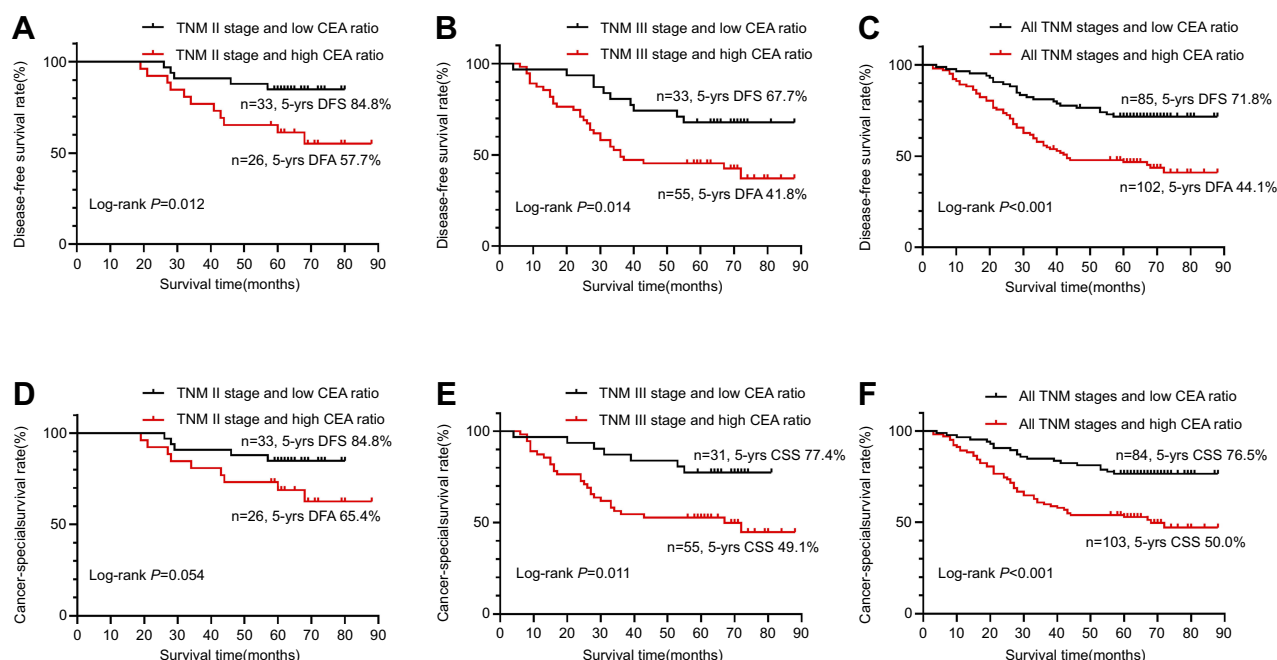 A
TNM II stage and low CEA ratio
TNM II stage and high CEA ratio
Disease-free survival rate(%)
100
50
0
n=33, 5-yrs DFS 84.8%
n=26, 5-yrs DFA 57.7%
Log-rank P=0.012
0 10 20 30 40 50 60 70 80 90
Survival time(months)
B
TNM III stage and low CEA ratio
TNM III stage and high CEA ratio
Disease-free survival rate(%)
100
50
0
n=33, 5-yrs DFS 67.7%
n=55, 5-yrs DFA 41.8%
Log-rank P=0.014
0 10 20 30 40 50 60 70 80 90
Survival time(months)
C
All TNM stages and low CEA ratio
All TNM stages and high CEA ratio
Disease-free survival rate(%)
100
50
0
n=85, 5-yrs DFS 71.8%
n=102, 5-yrs DFA 44.1%
Log-rank P<0.001
0 10 20 30 40 50 60 70 80 90
Survival time(months)
D
TNM II stage and low CEA ratio
TNM II stage and high CEA ratio
Cancer-specialsurvival rate(%)
100
50
0
n=33, 5-yrs DFS 84.8%
n=26, 5-yrs DFA 65.4%
Log-rank P=0.054
0 10 20 30 40 50 60 70 80 90
Survival time(months)
E
TNM III stage and low CEA ratio
TNM III stage and high CEA ratio
Cancer-specialsurvival rate(%)
100
50
0
n=31, 5-yrs CSS 77.4%
n=55, 5-yrs CSS 49.1%
Log-rank P=0.011
0 10 20 30 40 50 60 70 80 90
Survival time(months)
F
All TNM stages and low CEA ratio
All TNM stages and high CEA ratio
Cancer-specialsurvival rate(%)
100
50
0
n=84, 5-yrs CSS 76.5%
n=103, 5-yrs CSS 50.0%
Log-rank P<0.001
0 10 20 30 40 50 60 70 80 90
Survival time(months)